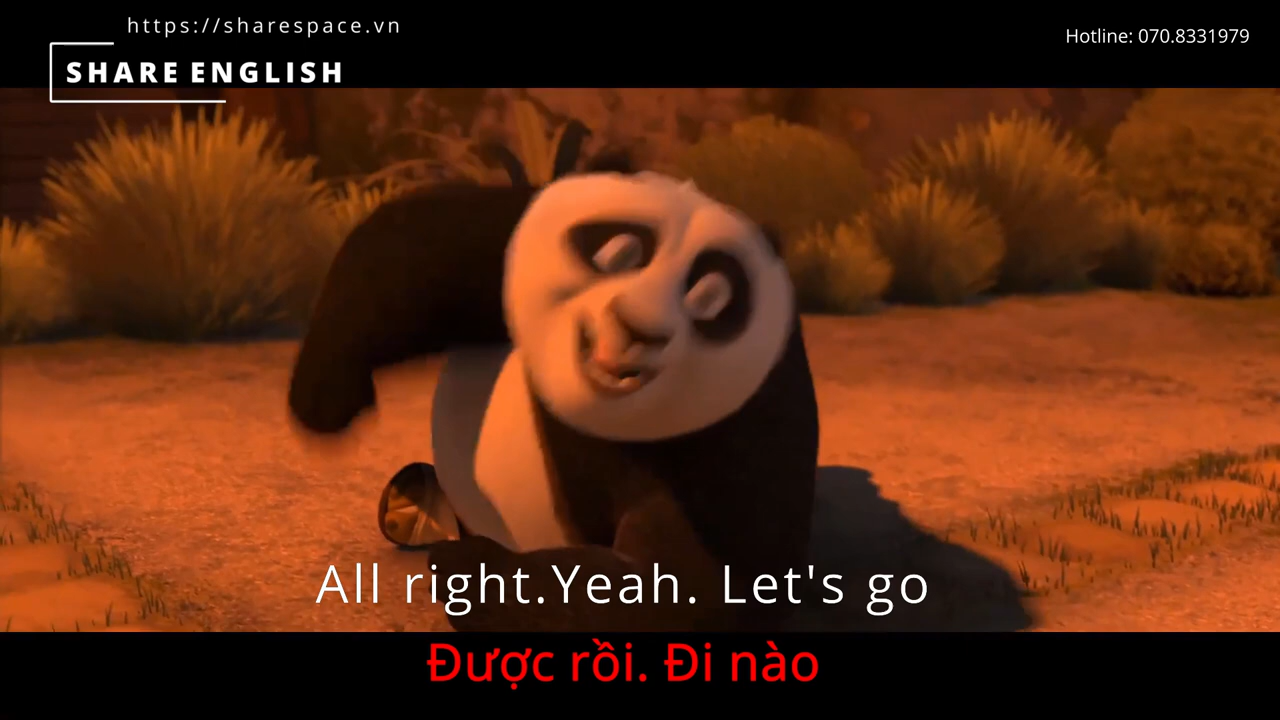 https://sharespace.vn
Hotline: 070.8331979
SHARE ENGLISH
All right.Yeah. Let's go
Được rồi. Đi nào